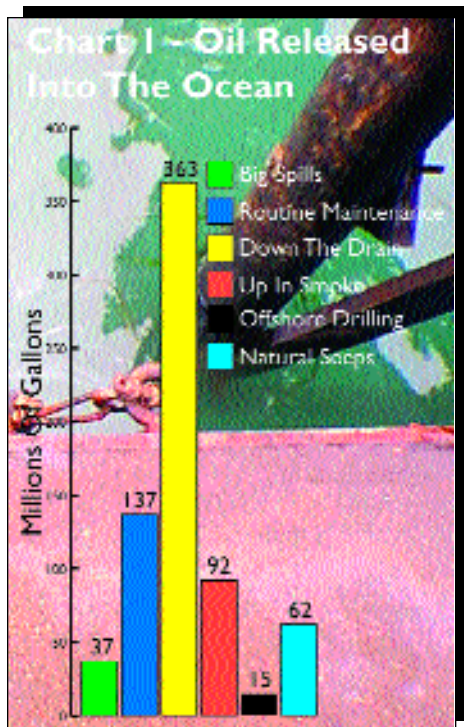 Chart 1 - Oil Released
Into The Ocean
400
363
Big Spills
350
Routine Maintenance
Down The Drain
300
Up In Smoke
Offshore Drilling
250
Natural Seeps
Millions Of Gallons
200
150
137
100
92
62
50
37
15
0